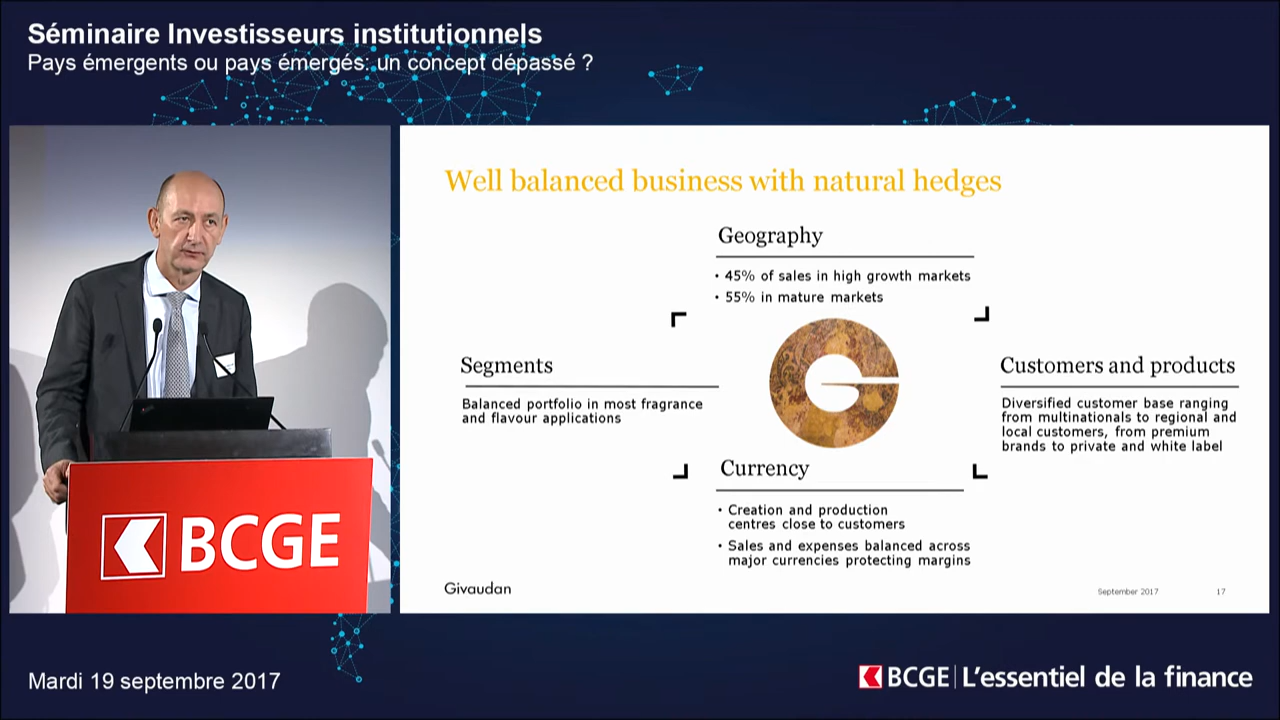 Séminaire Investisseurs institutionnels
Pays émergents ou pays émergés: un concept dépassé ?
Well balanced business with natural hedges
Geography
• 45% of sales in high growth markets
• 55% in mature markets
Segments
Balanced portfolio in most fragrance
and flavour applications
Customers and products
Diversified customer base ranging
from multinationals to regional and
local customers, from premium
brands to private and white label
Currency
• Creation and production
centres close to customers
• Sales and expenses balanced across
major currencies protecting margins
Givaudan
September 2017
17
BCGE
Mardi 19 septembre 2017
BCGE | L'essentiel de la finance